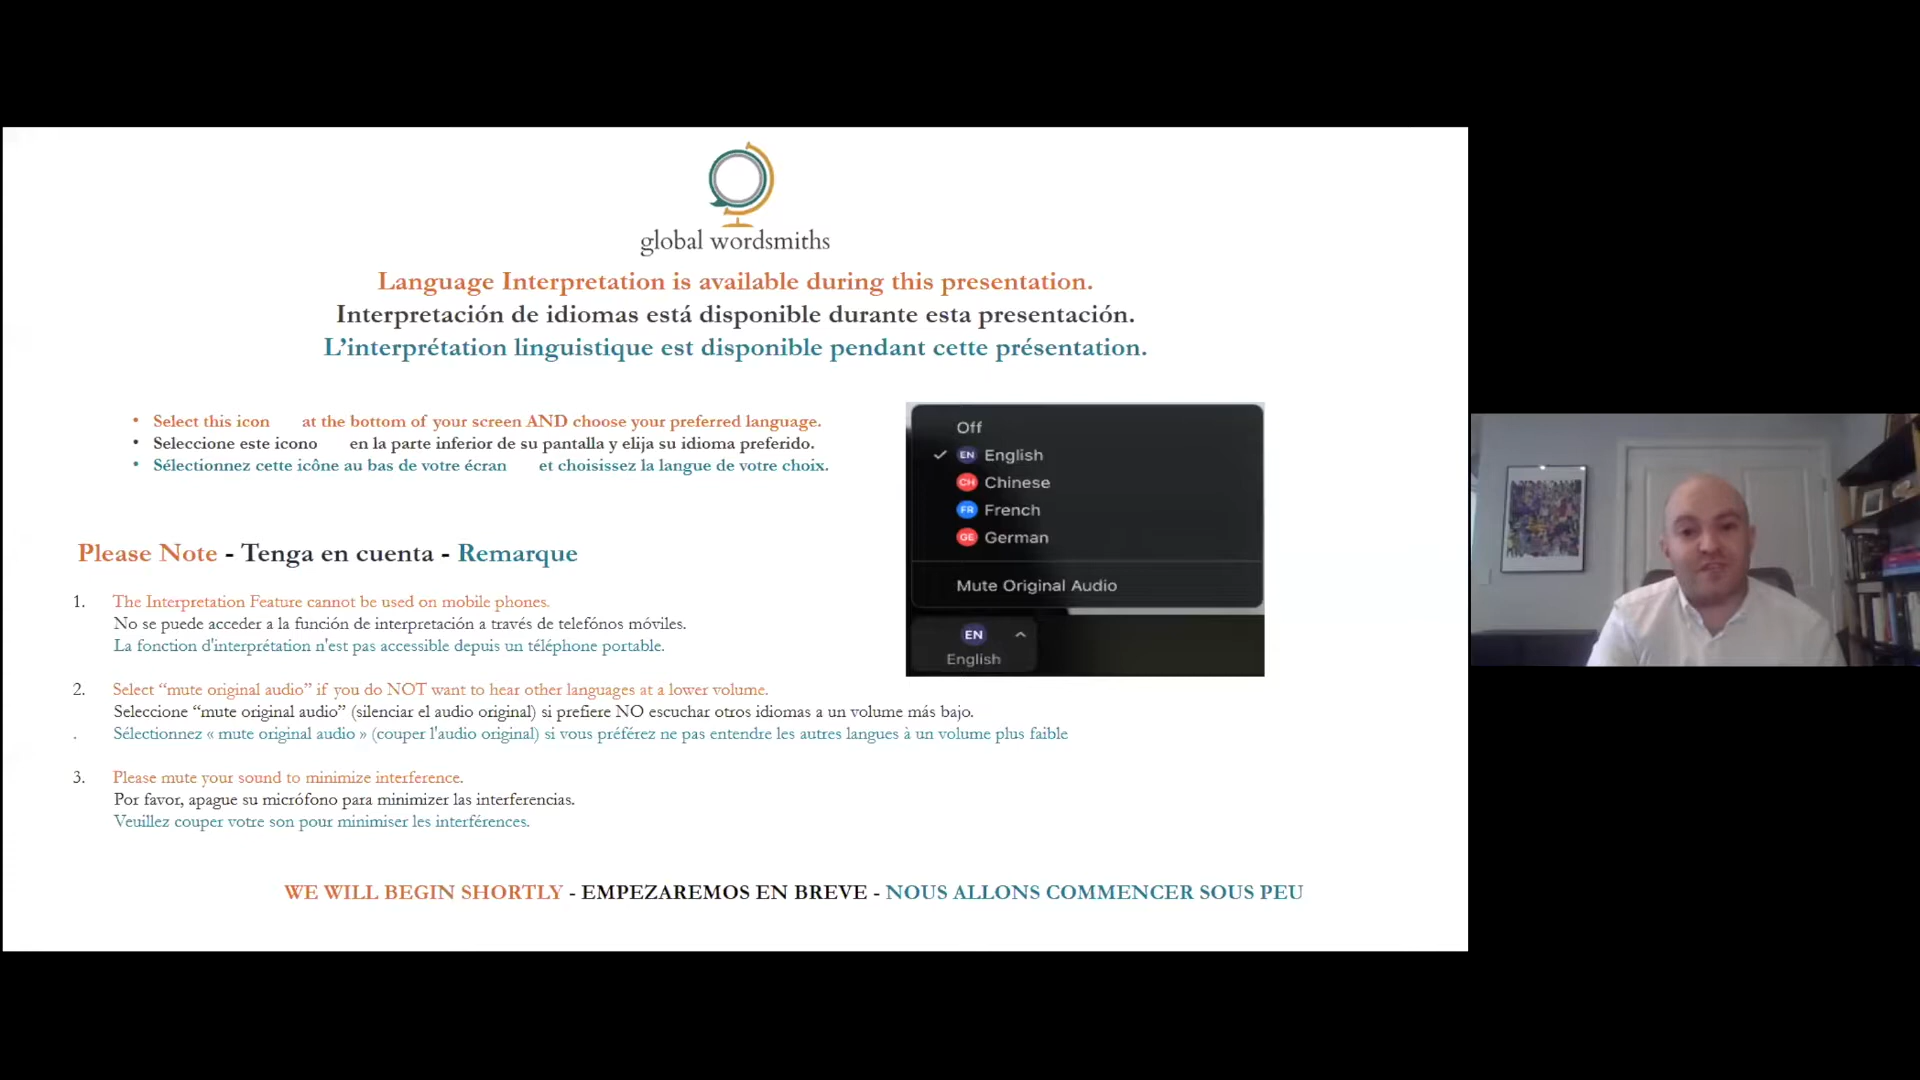 global wordsmiths
Language Interpretation is available during this presentation.
Interpretación de idiomas está disponible durante esta presentación.
L’interprétation linguistique est disponible pendant cette présentation.
• Select this icon at the bottom of your screen AND choose your preferred language.
• Seleccione este icono en la parte inferior de su pantalla y elija su idioma preferido.
• Sélectionnez cette icône au bas de votre écran et choisissez la langue de votre choix.
Off
EN English
CH Chinese
FR French
GE German
Mute Original Audio
EN
English
Please Note - Tenga en cuenta - Remarque
1. The Interpretation Feature cannot be used on mobile phones.
No se puede acceder a la función de interpretación a través de telefónos móviles.
La fonction d'interprétation n'est pas accessible depuis un téléphone portable.
2. Select “mute original audio” if you do NOT want to hear other languages at a lower volume.
Seleccione “mute original audio” (silenciar el audio original) si prefiere NO escuchar otros idiomas a un volume más bajo.
. Sélectionnez « mute original audio » (couper l'audio original) si vous préférez ne pas entendre les autres langues à un volume plus faible
3. Please mute your sound to minimize interference.
Por favor, apague su micrófono para minimizer las interferencias.
Veuillez couper votre son pour minimiser les interférences.
WE WILL BEGIN SHORTLY - EMPEZAREMOS EN BREVE - NOUS ALLONS COMMENCER SOUS PEU